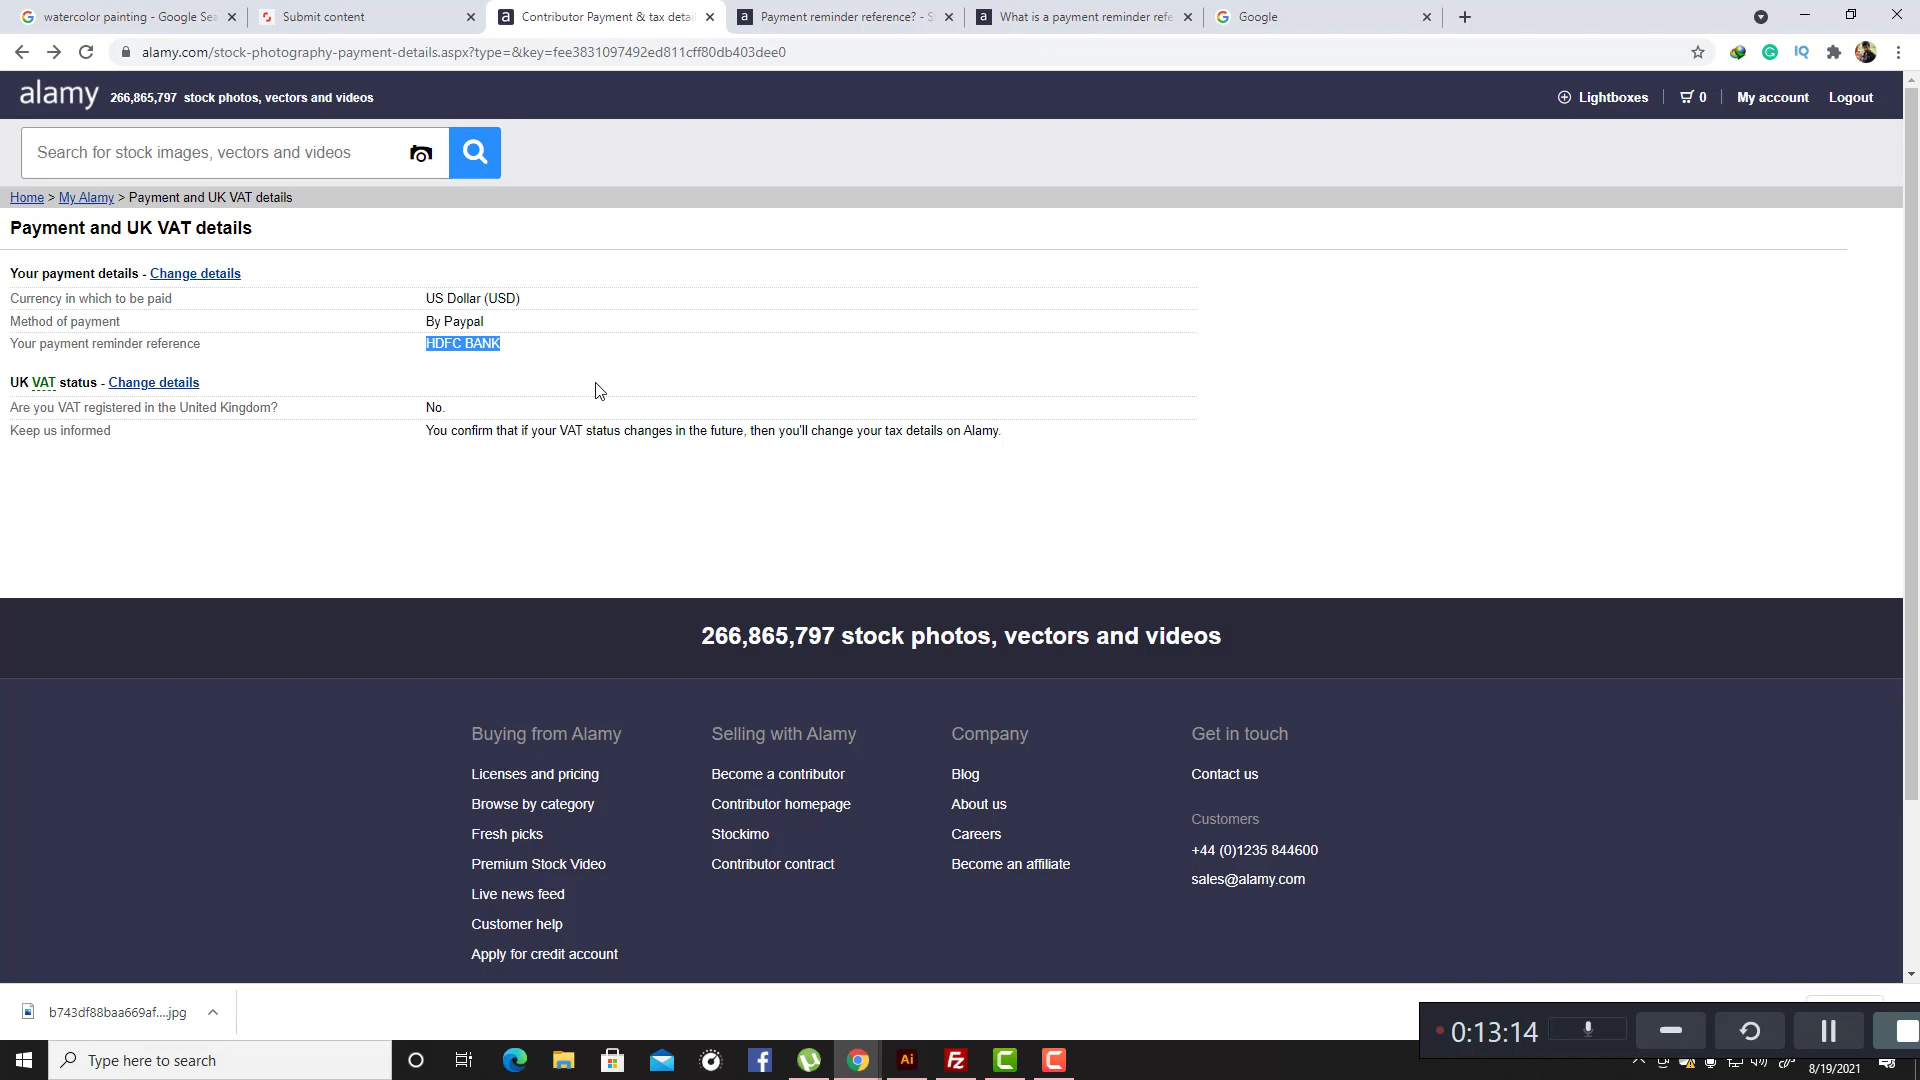 watercolor painting - Google Sea
Submit content
Contributor Payment & tax detai
Payment reminder reference? - S
What is a payment reminder refe
Google
alamy.com/stock-photography-payment-details.aspx?type=&key=fee3831097492ed811cff80db403dee0
alamy 266,865,797 stock photos, vectors and videos
Lightboxes 0 My account Logout
Search for stock images, vectors and videos
Home > My Alamy > Payment and UK VAT details
Payment and UK VAT details
Your payment details - Change details
Currently in which to be paid US Dollar (USD)
Method of payment By Paypal
Your payment reminder reference HDFC BANK
UK VAT status - Change details
Are you VAT registered in the United Kingdom? No.
Keep us informed You confirm that if your VAT status changes in the future, then you'll change your tax details on Alamy.
266,865,797 stock photos, vectors and videos
Buying from Alamy
Licenses and pricing
Browse by category
Fresh picks
Premium Stock Video
Live news feed
Customer help
Apply for credit account
Selling with Alamy
Become a contributor
Contributor homepage
Stockimo
Contributor contract
Company
Blog
About us
Careers
Become an affiliate
Get in touch
Contact us
Customers
+44 (0)1235 844600
sales@alamy.com
b743df88baa669af....jpg
0:13:14
Type here to search
8/19/2021